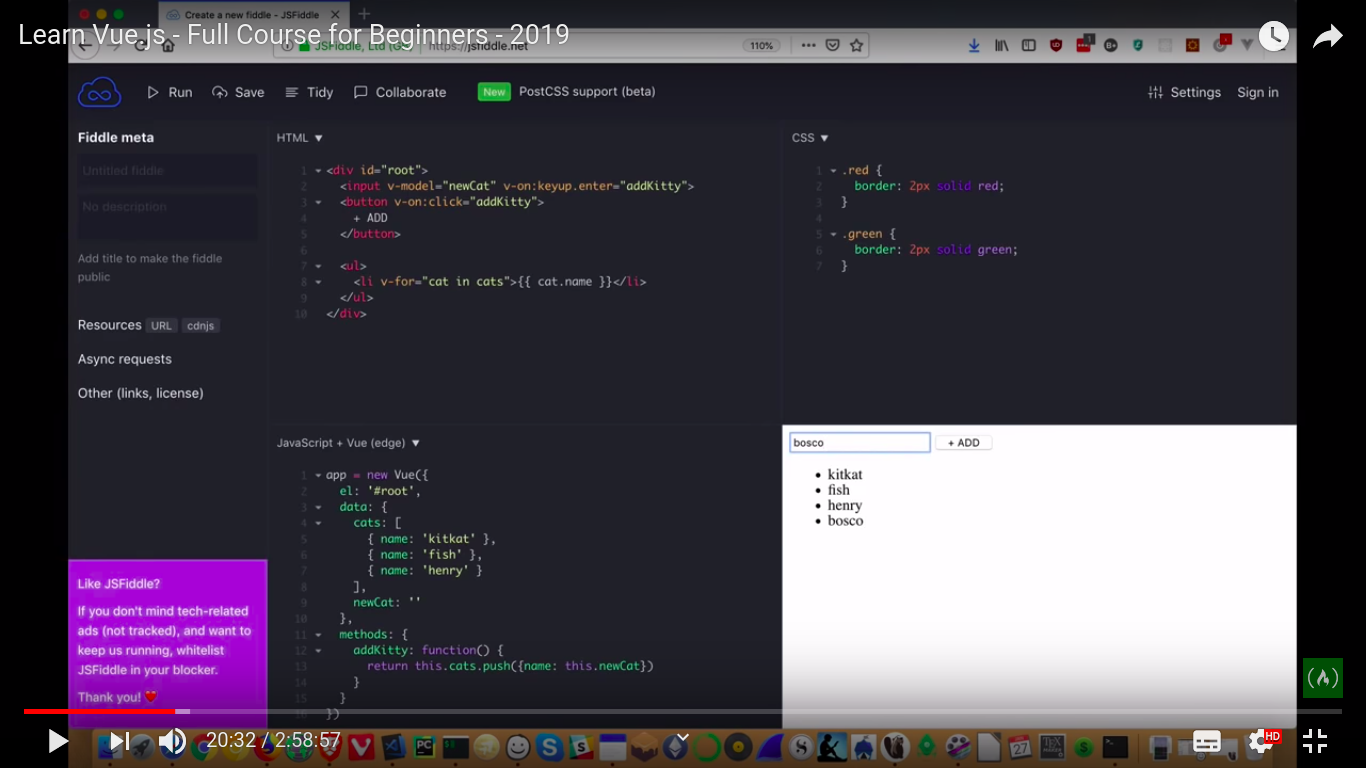 Create a new fiddle - JSFiddle
Learn Vue.js - Full Course for Beginners - 2019
JSFiddle, Ltd (GB) https://jsfiddle.net 110%
Run Save Tidy Collaborate New PostCSS support (beta) Settings Sign in
Fiddle meta
Untitled fiddle
No description
Add title to make the fiddle
public
Resources URL cdnjs
Async requests
Other (links, license)
Like JSFiddle?
If you don't mind tech-related
ads (not tracked), and want to
keep us running, whitelist
JSFiddle in your blocker.
Thank you! ❤️
HTML ▼
1 <div id="root">
2 <input v-model="newCat" v-on:keyup.enter="addKitty">
3 <button v-on:click="addKitty">
4 + ADD
5 </button>
6
7 <ul>
8 <li v-for="cat in cats">{{ cat.name }}</li>
9 </ul>
10 </div>
CSS ▼
1 .red {
2 border: 2px solid red;
3 }
4
5 .green {
6 border: 2px solid green;
7 }
JavaScript + Vue (edge) ▼
1 app = new Vue({
2 el: '#root',
3 data: {
4 cats: [
5 { name: 'kitkat' },
6 { name: 'fish' },
7 { name: 'henry' }
8 ],
9 newCat: ''
10 },
11 methods: {
12 addKitty: function() {
13 return this.cats.push({name: this.newCat})
14 }
15 }
16 })
bosco + ADD
• kitkat
• fish
• henry
• bosco
20:32 / 2:58:57
HD